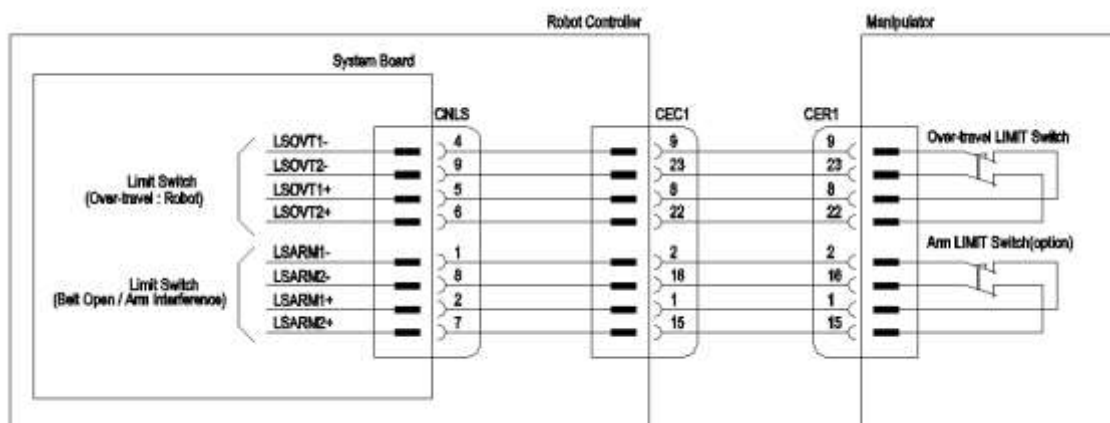 Robot Controller
Manipulator
System Board
CNLS
CEC1
CER1
LSOVT1- 4 9 9
Over-travel LIMIT Switch
LSOVT2- 9 23 23
Limit Switch
(Over-travel : Robot)
LSOVT1+ 5 8 8
LSOVT2+ 6 22 22
Arm LIMIT Switch(option)
LSARM1- 1 2 2
LSARM2- 8 16 16
Limit Switch
(Belt Open / Arm Interference)
LSARM1+ 2 1 1
LSARM2+ 7 15 15